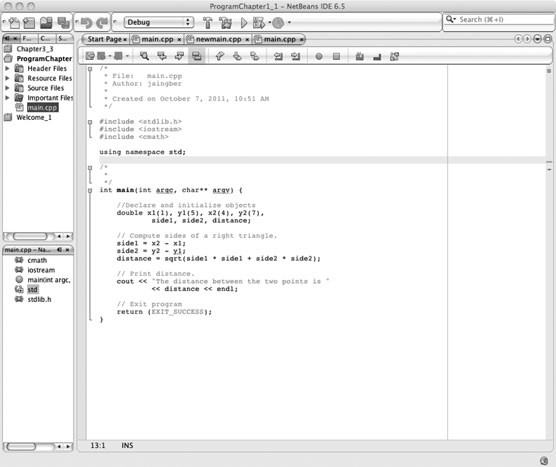 ProgramChapter1_1 – NetBeans IDE 6.5
Debug
Search (⌘+I)
F...
C...
S...
Start Page
main.cpp
newmain.cpp
main.cpp
Chapter3_3
ProgramChapter
Header Files
Resource Files
Source Files
Important Files
main.cpp
Welcome_1
/*
* File:   main.cpp
* Author: jaingber
*
* Created on October 7, 2011, 10:51 AM
*/
#include <stdlib.h>
#include <iostream>
#include <cmath>
using namespace std;
/*
*
*/
int main(int argc, char** argv) {
//Declare and initialize objects
double x1(1), y1(5), x2(4), y2(7),
side1, side2, distance;
// Compute sides of a right triangle.
side1 = x2 - x1;
side2 = y2 - y1;
distance = sqrt(side1 * side1 + side2 * side2);
// Print distance.
cout << "The distance between the two points is "
<< distance << endl;
// Exit program
return (EXIT_SUCCESS);
}
main.cpp – N...
cmath
iostream
main(int argc,
std
stdlib.h
13:1
INS